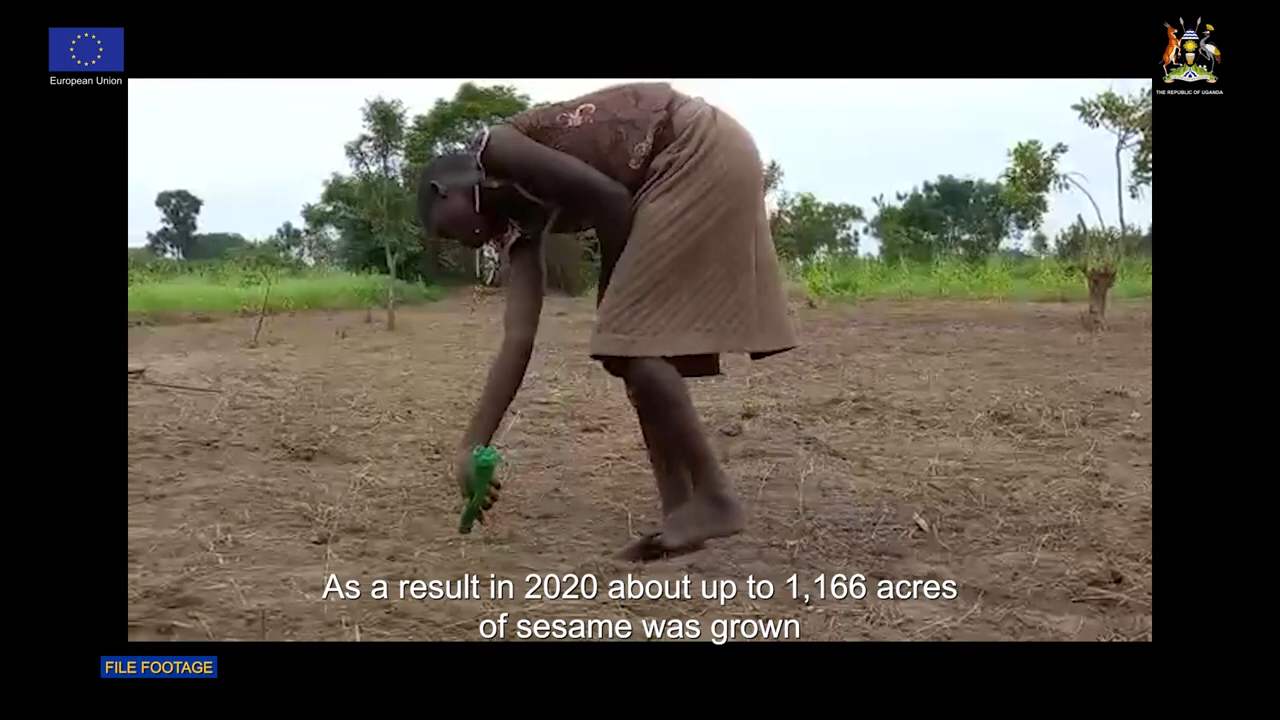 European Union
THE REPUBLIC OF UGANDA
As a result in 2020 about up to 1,166 acres
of sesame was grown
FILE FOOTAGE